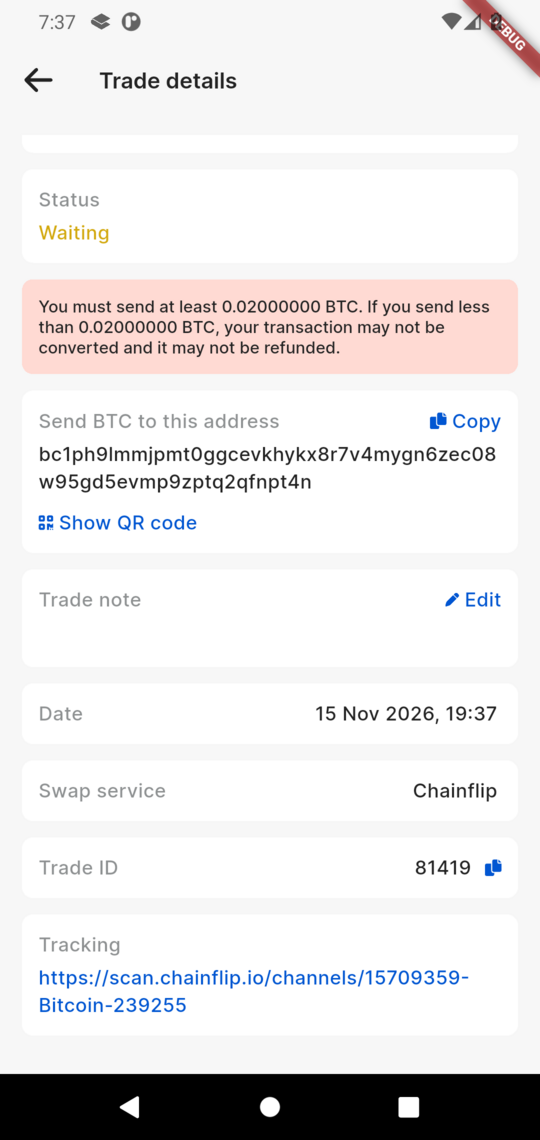 7:37
DEBUG
Trade details
Status
Waiting
You must send at least 0.02000000 BTC. If you send less
than 0.02000000 BTC, your transaction may not be
converted and it may not be refunded.
Send BTC to this address
Copy
bc1ph9lmmjpmt0ggcevkhykx8r7v4mygn6zec08
w95gd5evmp9zptq2qfnpt4n
Show QR code
Trade note
Edit
Date
15 Nov 2026, 19:37
Swap service
Chainflip
Trade ID
81419
Tracking
https://scan.chainflip.io/channels/15709359-
Bitcoin-239255